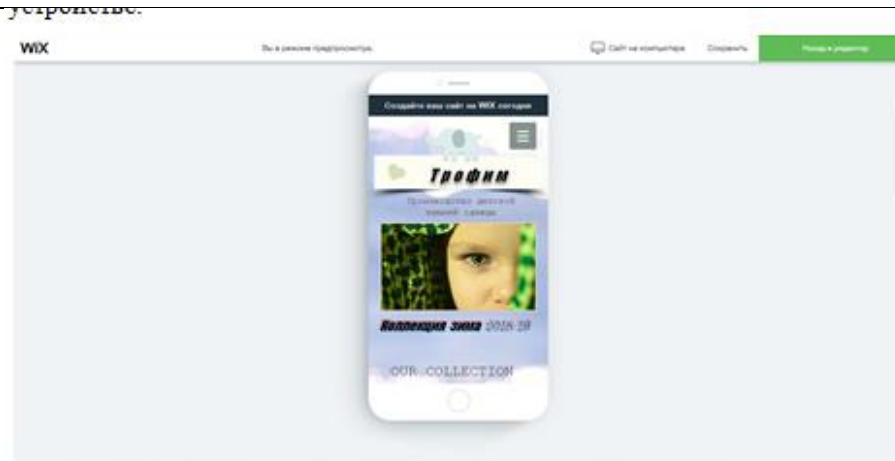 устройстве.
WiX
Вы в режиме предпросмотра.
Сайт на компьютере
Сохранить
Назад в редактор
Создайте ваш сайт на WIX сегодня
Трофим
Производство детской
зимней одежды
Коллекция зима 2018-19
OUR COLLECTION